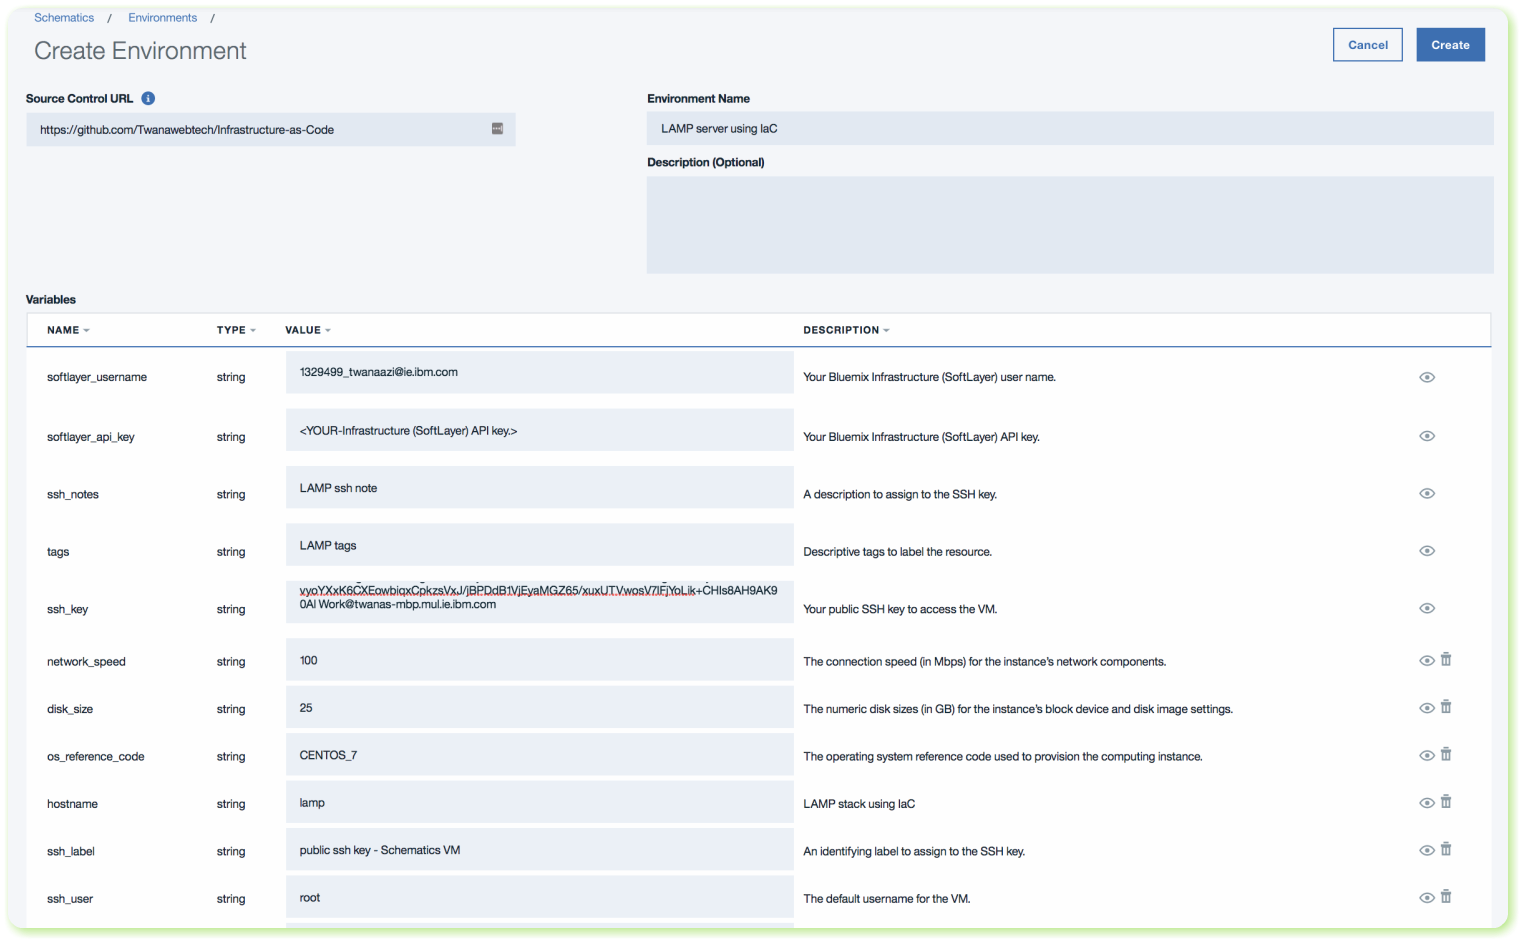 Schematics / Environments /
Create Environment
Cancel
Create
Source Control URL
https://github.com/Twanawebtech/Infrastructure-as-Code
Environment Name
LAMP server using IaC
Description (Optional)
Variables
NAME TYPE VALUE DESCRIPTION
softlayer_username string 1329499_twanaazi@ie.ibm.com Your Bluemix Infrastructure (SoftLayer) user name.
softlayer_api_key string <YOUR-Infrastructure (SoftLayer) API key.> Your Bluemix Infrastructure (SoftLayer) API key.
ssh_notes string LAMP ssh note A description to assign to the SSH key.
tags string LAMP tags Descriptive tags to label the resource.
vyoYXxK6CXEowbiqxCpkzsVxJ/jBPDdB1VjEyaMGZ65/xuxUTVwosV7lFjYoLik+CHIs8AH9AK9
ssh_key string 0Al Work@twanas-mbp.mul.ie.ibm.com Your public SSH key to access the VM.
network_speed string 100 The connection speed (in Mbps) for the instance's network components.
disk_size string 25 The numeric disk sizes (in GB) for the instance's block device and disk image settings.
os_reference_code string CENTOS_7 The operating system reference code used to provision the computing instance.
hostname string lamp LAMP stack using IaC
ssh_label string public ssh key - Schematics VM An identifying label to assign to the SSH key.
ssh_user string root The default username for the VM.